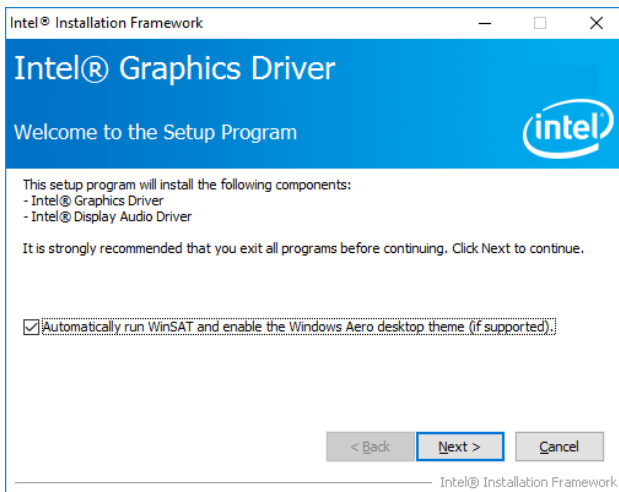 Intel® Installation Framework
Intel® Graphics Driver
Welcome to the Setup Program
intel
This setup program will install the following components:
- Intel® Graphics Driver
- Intel® Display Audio Driver
It is strongly recommended that you exit all programs before continuing. Click Next to continue.
Automatically run WinSAT and enable the Windows Aero desktop theme (if supported).
< Back Next > Cancel
Intel® Installation Framework